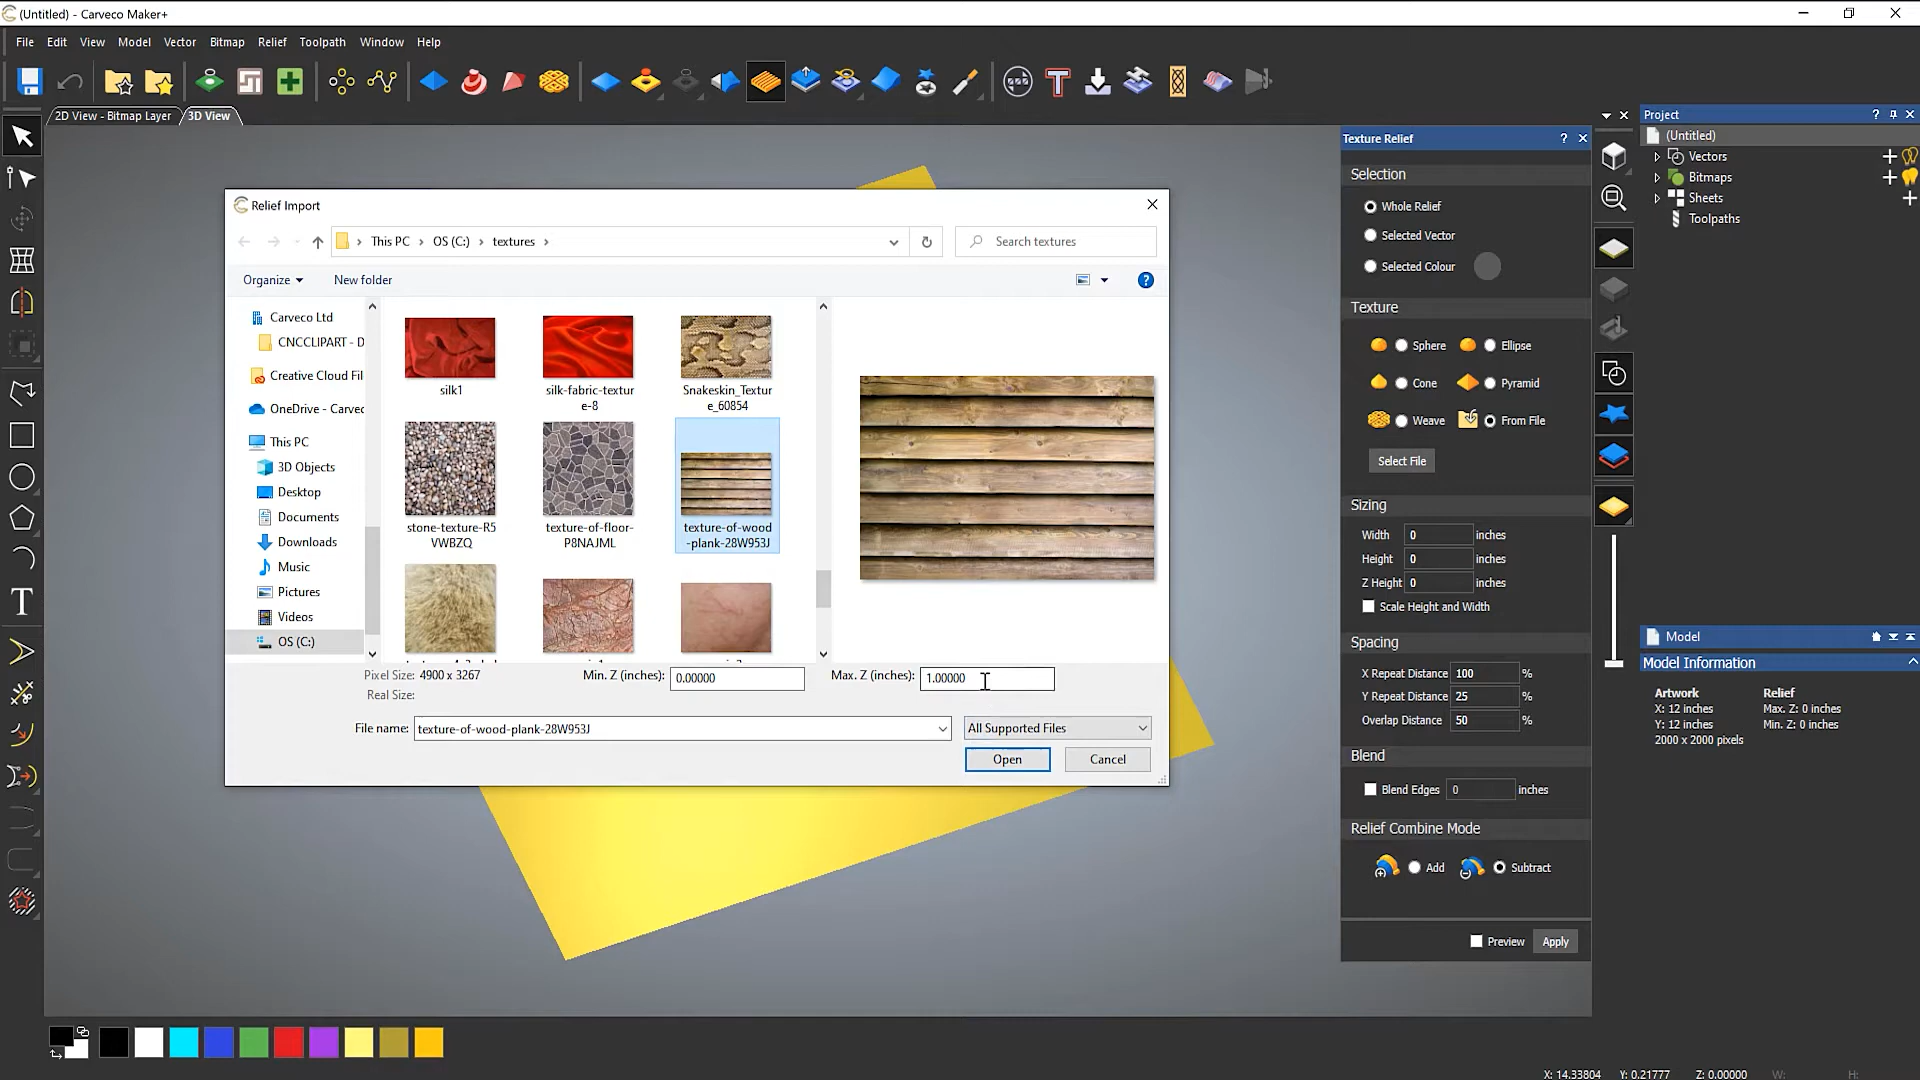 (Untitled) - Carveco Maker+
File Edit View Model Vector Bitmap Relief Toolpath Window Help
2D View - Bitmap Layer 3D View
Relief Import
This PC > OS (C:) > textures >
Search textures
Organize
New folder
Carveco Ltd
CNCCLIPART - D
Creative Cloud Fil
OneDrive - Carvec
This PC
3D Objects
Desktop
Documents
Downloads
Music
Pictures
Videos
OS (C:)
silk1
silk-fabric-textur
e-8
Snakeskin_Textur
e_60854
stone-texture-R5
VWBZQ
texture-of-floor-
P8NAJML
texture-of-wood
-plank-28W953J
Pixel Size: 4900 x 3267
Real Size:
Min. Z (inches): 0.00000
Max. Z (inches): 1.00000
File name: texture-of-wood-plank-28W953J
All Supported Files
Open
Cancel
Texture Relief ?
Selection
Whole Relief
Selected Vector
Selected Colour
Texture
Sphere Ellipse
Cone Pyramid
Weave From File
Select File
Sizing
Width 0 inches
Height 0 inches
Z Height 0 inches
Scale Height and Width
Spacing
X Repeat Distance 100 %
Y Repeat Distance 25 %
Overlap Distance 50 %
Blend
Blend Edges 0 inches
Relief Combine Mode
Add Subtract
Preview Apply
Project ?
(Untitled)
Vectors
Bitmaps
Sheets
Toolpaths
Model
Model Information
Artwork Relief
X: 12 inches Max. Z: 0 inches
Y: 12 inches Min. Z: 0 inches
2000 x 2000 pixels
X: 14.33804 Y: 0.21777 Z: 0.00000 W: H: